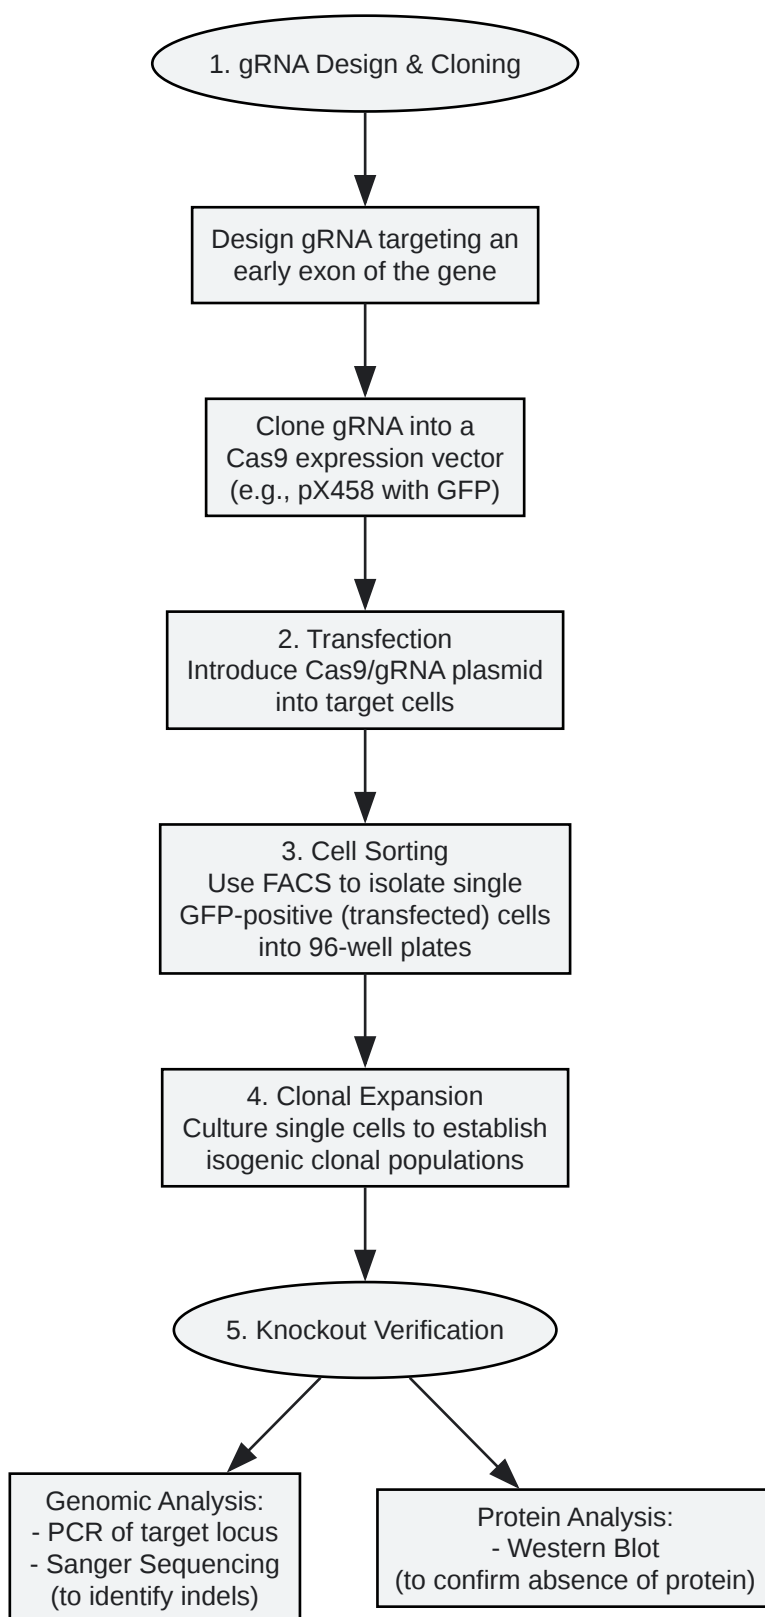 1. gRNA Design & Cloning
Design gRNA targeting an
early exon of the gene
Clone gRNA into a
Cas9 expression vector
(e.g., pX458 with GFP)
2. Transfection
Introduce Cas9/gRNA plasmid
into target cells
3. Cell Sorting
Use FACS to isolate single
GFP-positive (transfected) cells
into 96-well plates
4. Clonal Expansion
Culture single cells to establish
isogenic clonal populations
5. Knockout Verification
Genomic Analysis:
- PCR of target locus
- Sanger Sequencing
(to identify indels)
Protein Analysis:
- Western Blot
(to confirm absence of protein)